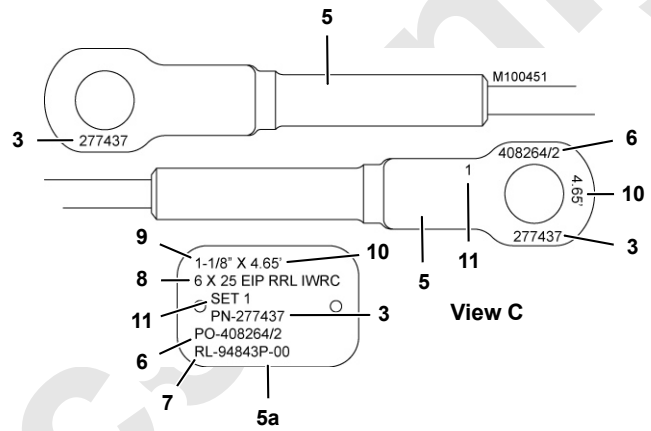 5
M100451
3
277437
408264/2
6
1
4.65'
10
277437
3
5
11
View C
9
10
1-1/8" X 4.65'
8
6 X 25 EIP RRL IWRC
11
SET 1
PN-277437
3
6
PO-408264/2
RL-94843P-00
7
5a